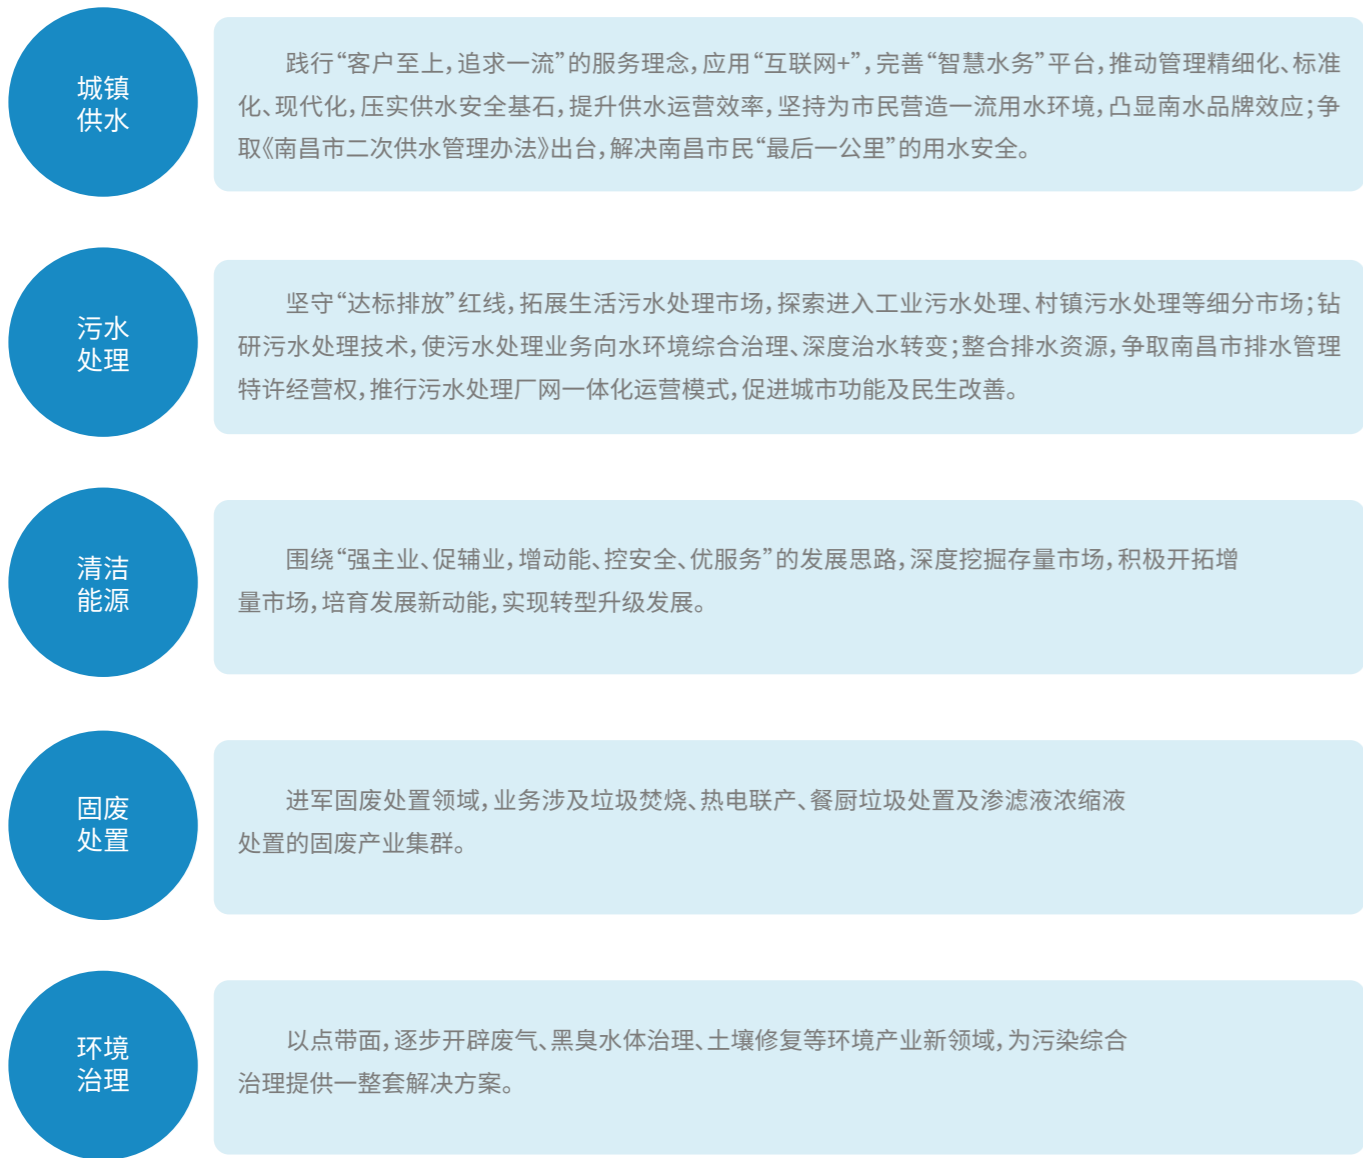 城镇
供水
践行“客户至上,追求一流”的服务理念,应用“互联网+”,完善“智慧水务”平台,推动管理精细化、标准
化、现代化,压实供水安全基石,提升供水运营效率,坚持为市民营造一流用水环境,凸显南水品牌效应;争
取《南昌市二次供水管理办法》出台,解决南昌市民“最后一公里”的用水安全。
污水
处理
坚守“达标排放”红线,拓展生活污水处理市场,探索进入工业污水处理、村镇污水处理等细分市场;钻
研污水处理技术,使污水处理业务向水环境综合治理、深度治水转变;整合排水资源,争取南昌市排水管理
特许经营权,推行污水处理厂网一体化运营模式,促进城市功能及民生改善。
清洁
能源
围绕“强主业、促辅业,增动能、控安全、优服务”的发展思路,深度挖掘存量市场,积极开拓增
量市场,培育发展新动能,实现转型升级发展。
固废
处置
进军固废处置领域,业务涉及垃圾焚烧、热电联产、餐厨垃圾处置及渗滤液浓缩液
处置的固废产业集群。
环境
治理
以点带面,逐步开辟废气、黑臭水体治理、土壤修复等环境产业新领域,为污染综合
治理提供一整套解决方案。